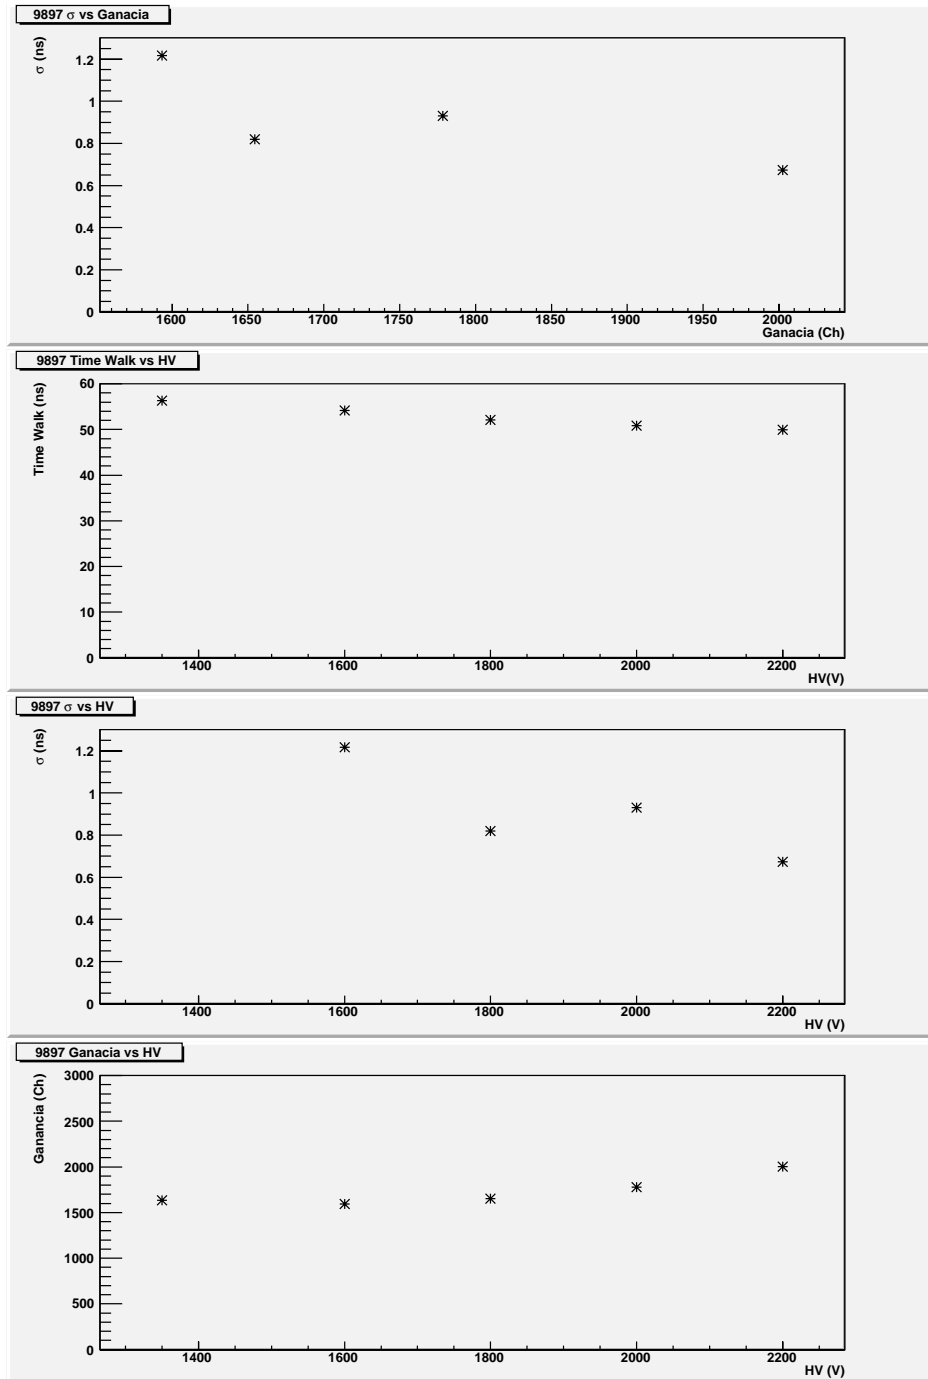 9897 σ vs Ganacia
σ (ns)
1.2
1
0.8
0.6
0.4
0.2
0
1600 1650 1700 1750 1800 1850 1900 1950 2000
Ganacia (Ch)
9897 Time Walk vs HV
Time Walk (ns)
60
50
40
30
20
10
0
1400 1600 1800 2000 2200
HV(V)
9897 σ vs HV
σ (ns)
1.2
1
0.8
0.6
0.4
0.2
0
1400 1600 1800 2000 2200
HV (V)
9897 Ganacia vs HV
Ganancia (Ch)
3000
2500
2000
1500
1000
500
0
1400 1600 1800 2000 2200
HV (V)